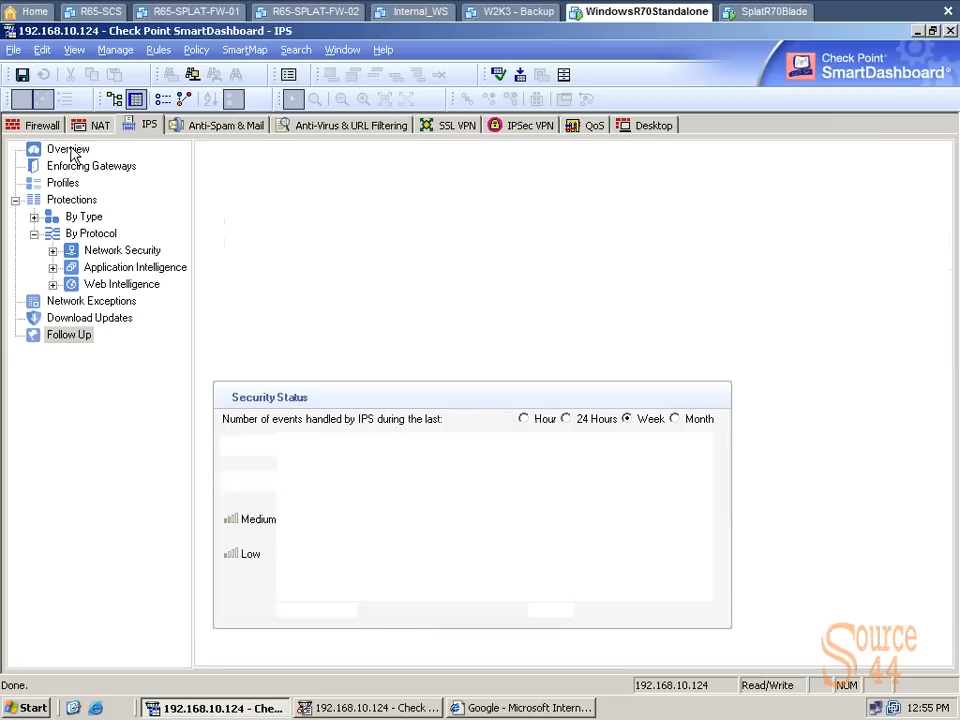 Home R65-SCS R65-SPLAT-FW-01 R65-SPLAT-FW-02 Internal_WS W2K3 - Backup WindowsR70Standalone SplatR70Blade
192.168.10.124 - Check Point SmartDashboard - IPS
File Edit View Manage Rules Policy SmartMap Search Window Help
Check Point
SmartDashboard
Firewall NAT IPS Anti-Spam & Mail Anti-Virus & URL Filtering SSL VPN IPSec VPN QoS Desktop
Overview
Enforcing Gateways
Profiles
Protections
By Type
By Protocol
Network Security
Application Intelligence
Web Intelligence
Network Exceptions
Download Updates
Follow Up
Security Status
Number of events handled by IPS during the last: Hour 24 Hours Week Month
Medium
Low
Source
44
Done. 192.168.10.124 Read/Write NUM
Start 192.168.10.124 - Che... 192.168.10.124 - Check ... Google - Microsoft Intern... 12:55 PM